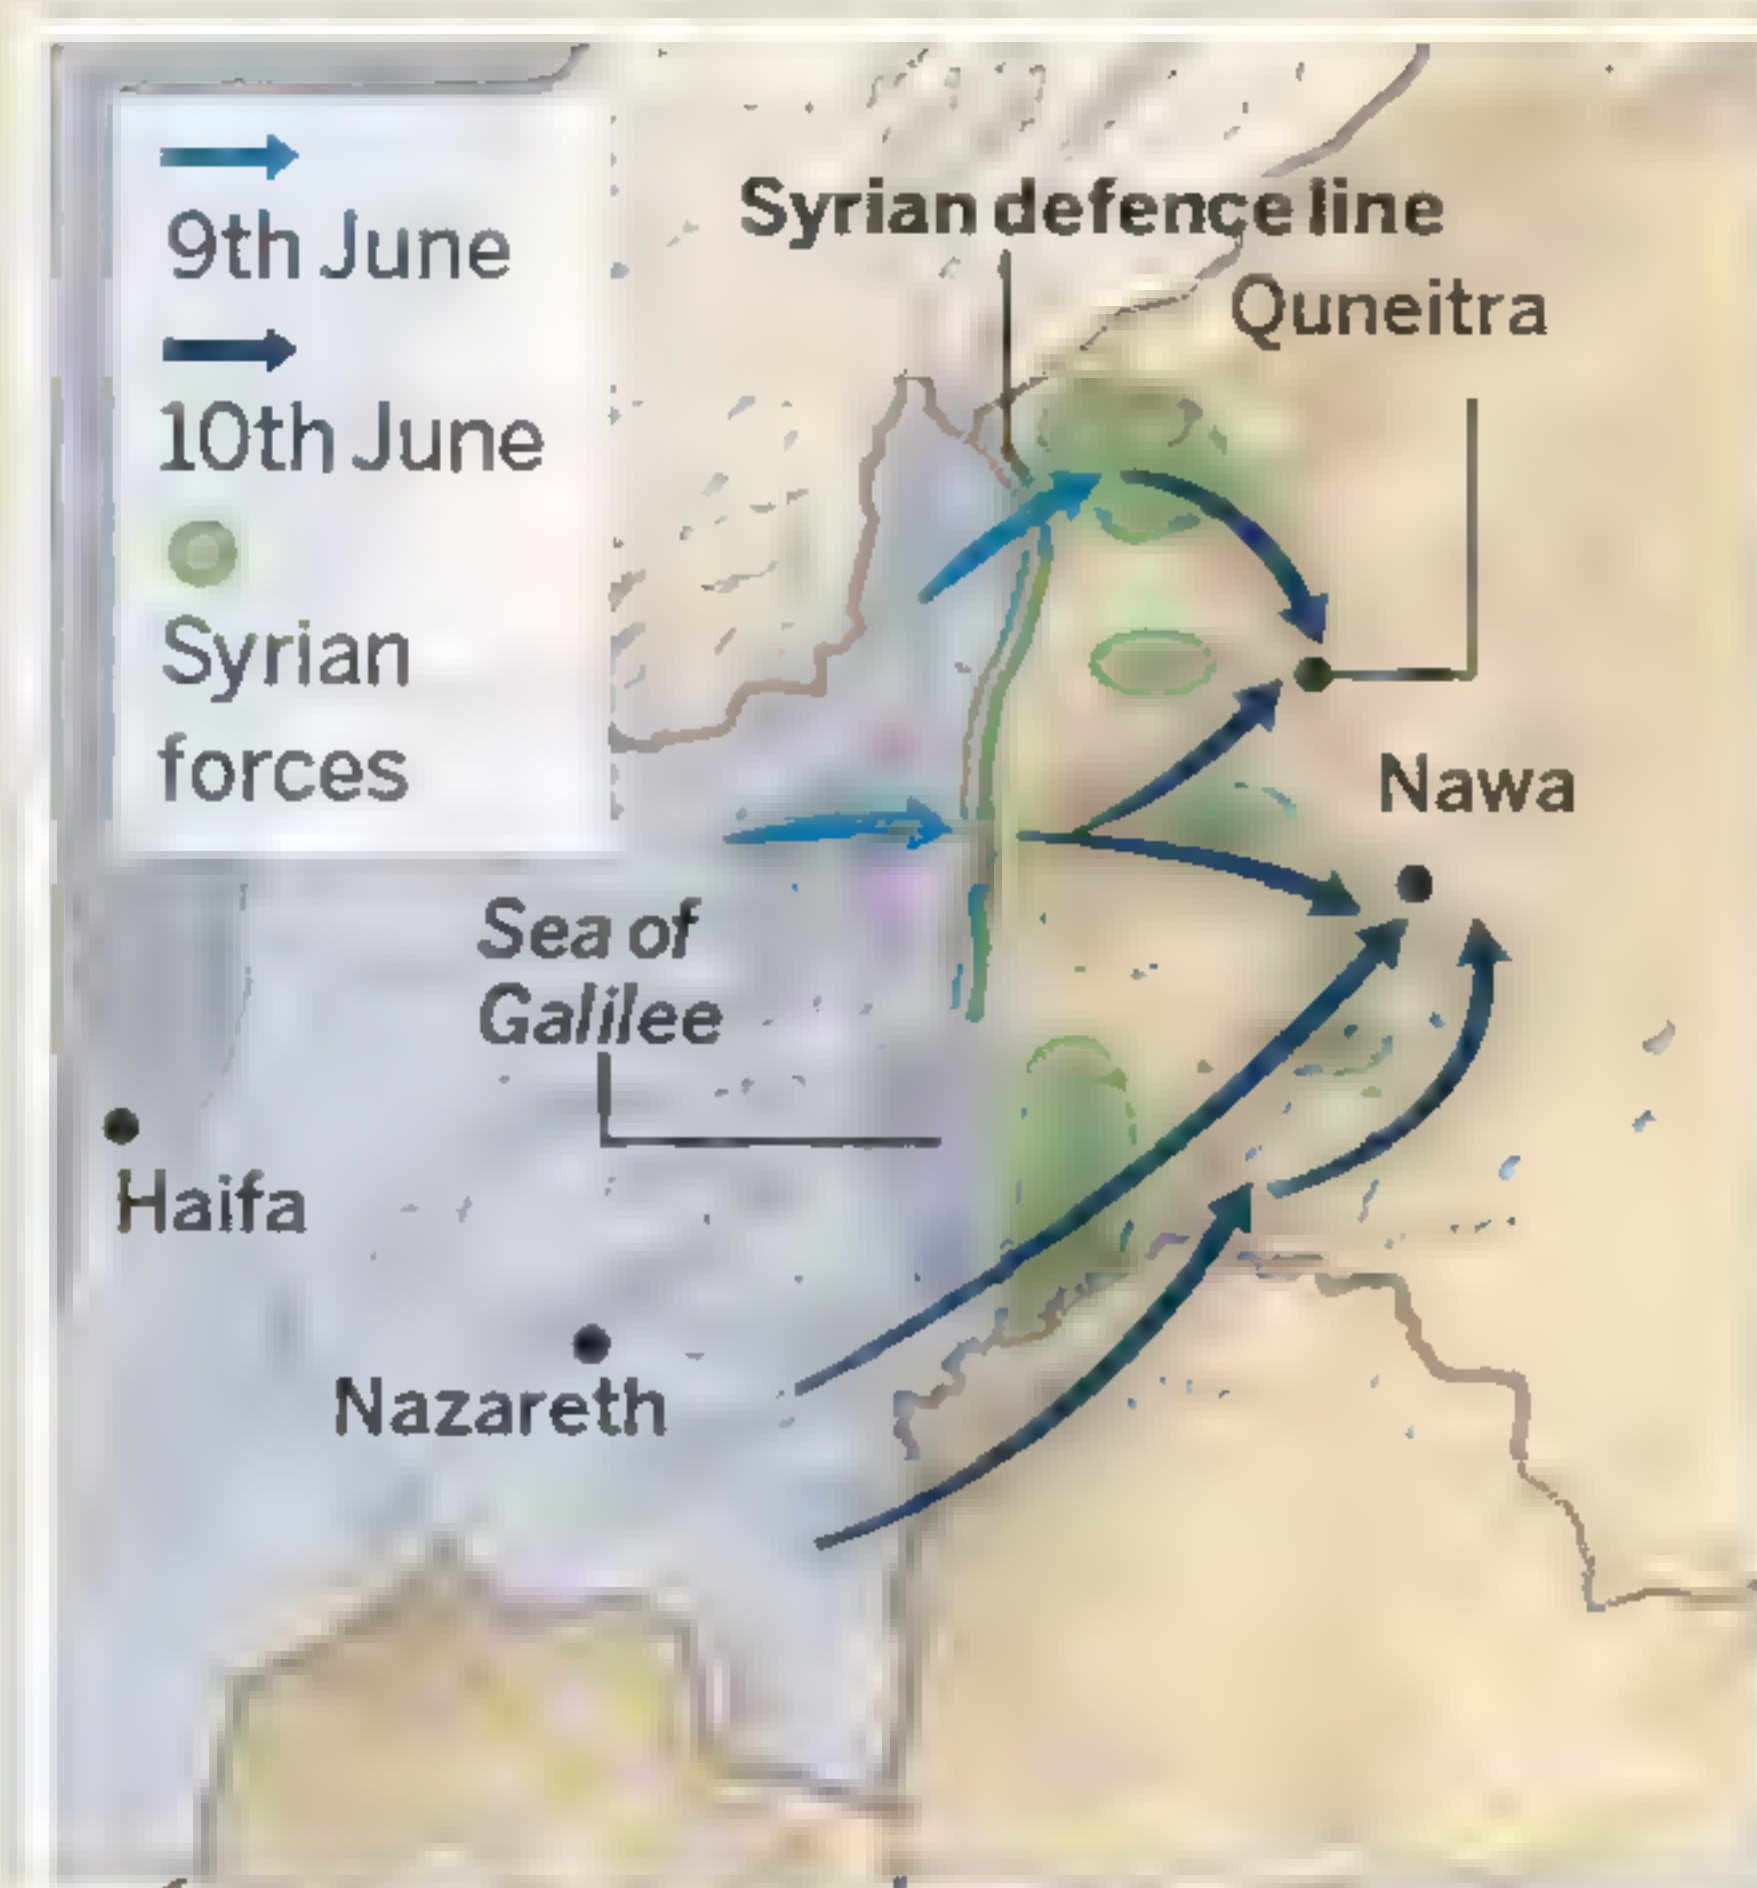 9th June
10th June
Syrian
forces
Syrian defence line
Quneitra
Nawa
Sea of
Galilee
Haifa
Nazareth